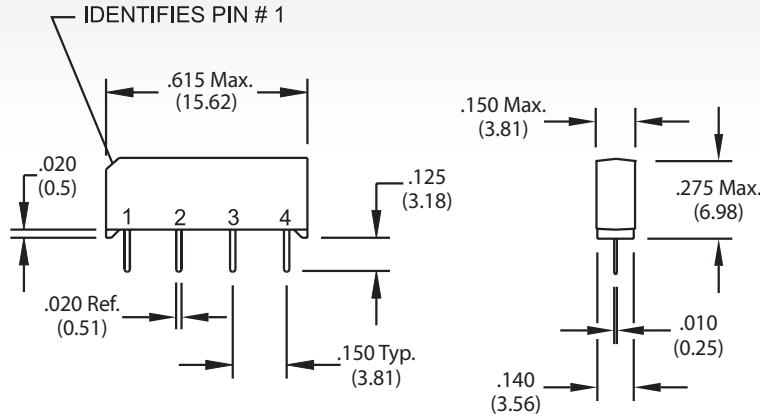 IDENTIFIES PIN # 1
.615 Max.
(15.62)
.150 Max.
(3.81)
.020
(0.5)
.125
(3.18)
.275 Max.
(6.98)
1 2 3 4
.020 Ref.
(0.51)
.150 Typ.
(3.81)
.010
(0.25)
.140
(3.56)